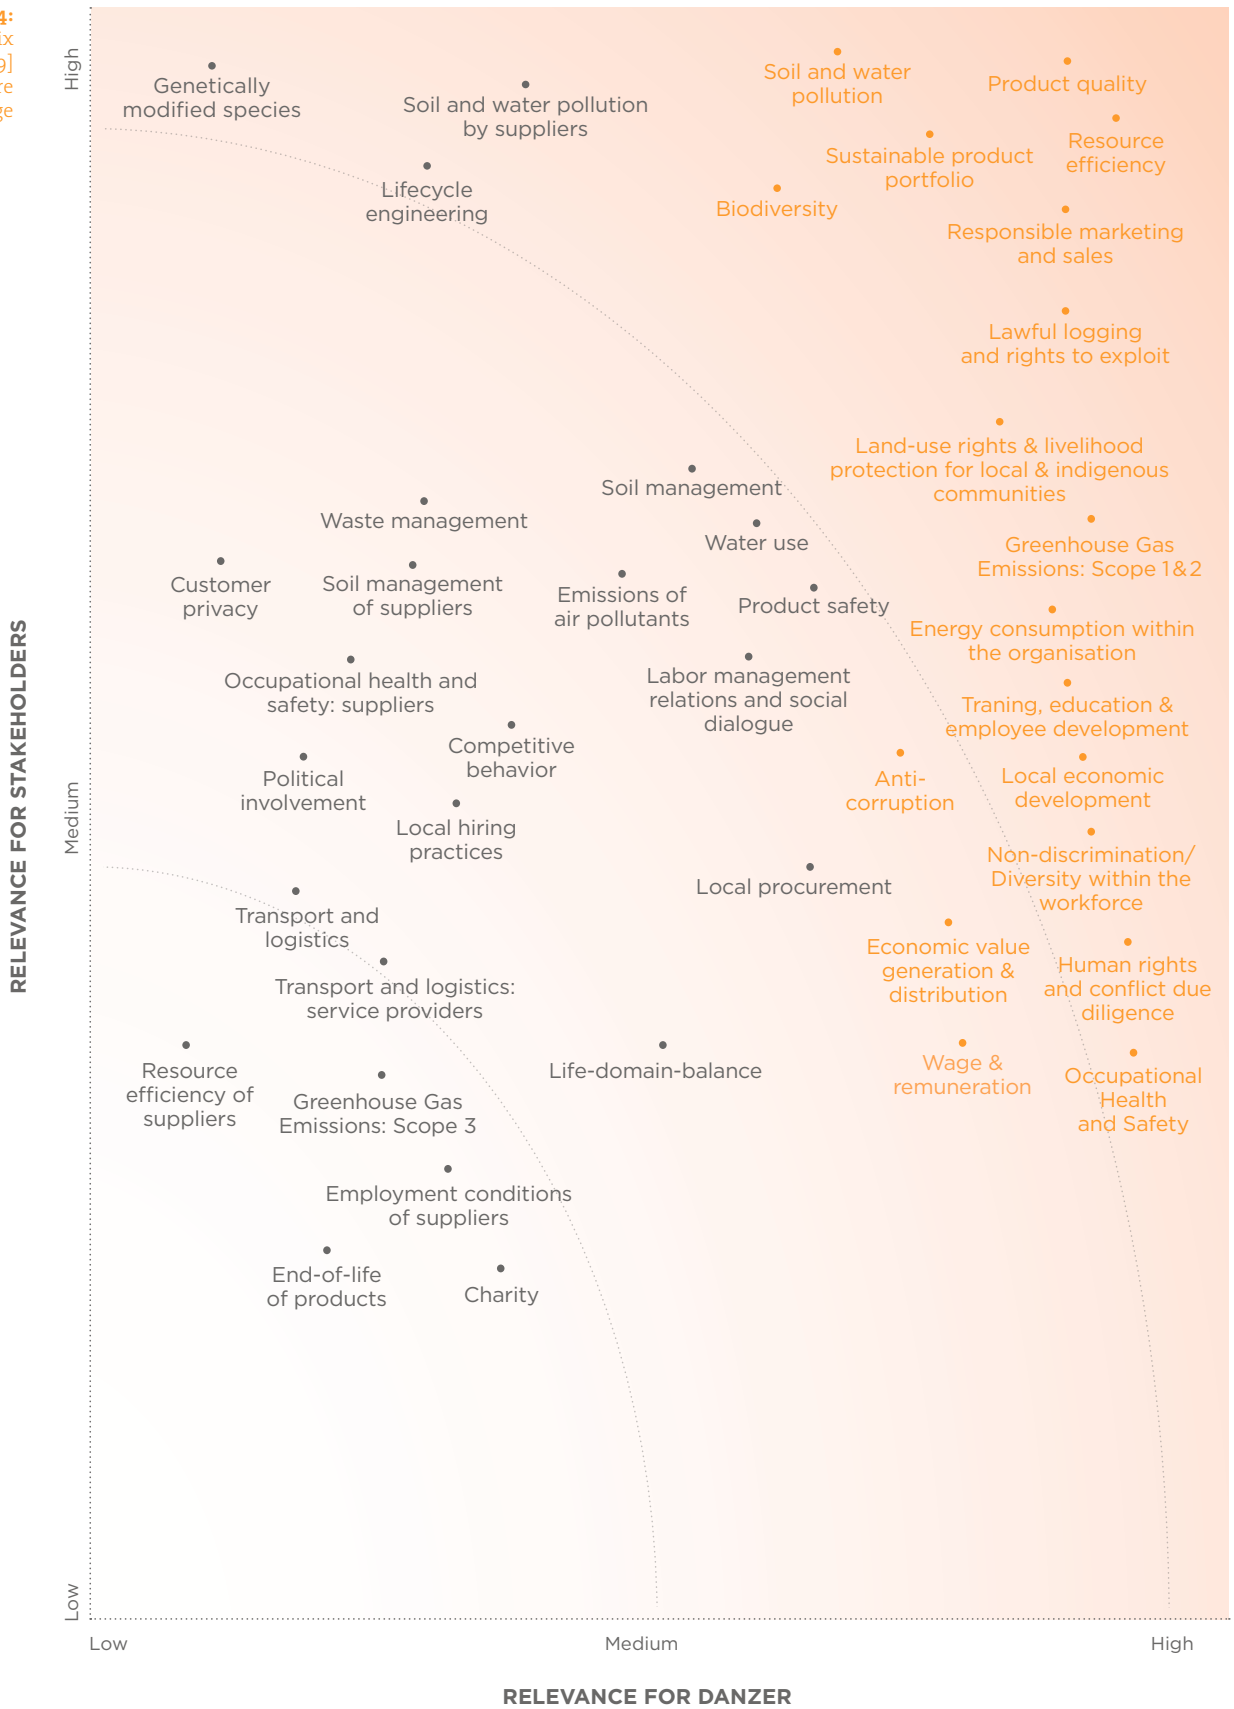 4:
High
Genetically
modified species
Soil and water pollution
by suppliers
Soil and water
pollution
Product quality
Resource
efficiency
Sustainable product
portfolio
Lifecycle
engineering
Biodiversity
Responsible marketing
and sales
Lawful logging
and rights to exploit
Land-use rights & livelihood
protection for local & indigenous
communities
Soil management
Waste management
Water use
Greenhouse Gas
Emissions: Scope 1&2
Customer
privacy
Soil management
of suppliers
Emissions of
air pollutants
Product safety
Energy consumption within
the organisation
Occupational health and
safety: suppliers
Labor management
relations and social
dialogue
Traning, education &
employee development
Competitive
behavior
Political
involvement
Anti-
corruption
Local economic
development
Local hiring
practices
Non-discrimination/
Diversity within the
workforce
Local procurement
Transport and
logistics
Economic value
generation &
distribution
Human rights
and conflict due
diligence
Transport and logistics:
service providers
Resource
efficiency of
suppliers
Life-domain-balance
Wage &
remuneration
Occupational
Health
and Safety
Greenhouse Gas
Emissions: Scope 3
Employment conditions
of suppliers
End-of-life
of products
Charity
RELEVANCE FOR STAKEHOLDERS
Medium
Low
Low
Medium
High
RELEVANCE FOR DANZER